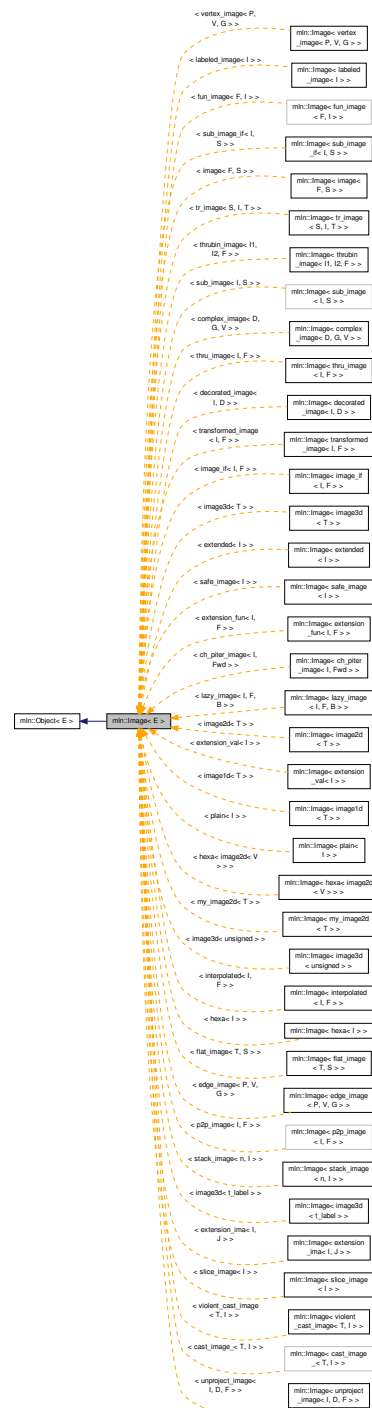 < vertex_image< P,
V, G > >
mln::Image< vertex
_image< P, V, G > >
< labeled_image< I > >
mln::Image< labeled
_image< I > >
< fun_image< F, I > >
mln::Image< fun_image
< F, I > >
< sub_image_if< I,
S > >
mln::Image< sub_image
_if< I, S > >
< image< F, S > >
mln::Image< image<
F, S > >
< tr_image< S, I, T > >
mln::Image< tr_image
< S, I, T > >
< thrubin_image< I1,
I2, F > >
mln::Image< thrubin
_image< I1, I2, F > >
< sub_image< I, S > >
mln::Image< sub_image
< I, S > >
< complex_image< D,
G, V > >
mln::Image< complex
_image< D, G, V > >
< thru_image< I, F > >
mln::Image< thru_image
< I, F > >
< decorated_image<
I, D > >
mln::Image< decorated
_image< I, D > >
< transformed_image
< I, F > >
mln::Image< transformed
_image< I, F > >
< image_if< I, F > >
mln::Image< image_if
< I, F > >
< image3d< T > >
mln::Image< image3d
< T > >
< extended< I > >
mln::Image< extended
< I > >
< safe_image< I > >
mln::Image< safe_image
< I > >
< extension_fun< I,
F > >
mln::Image< extension
_fun< I, F > >
< ch_piter_image< I,
Fwd > >
mln::Image< ch_piter
_image< I, Fwd > >
< lazy_image< I, F,
B > >
mln::Image< lazy_image
< I, F, B > >
mln::Object< E >
mln::Image< E >
< image2d< T > >
mln::Image< image2d
< T > >
< extension_val< I > >
mln::Image< extension
_val< I > >
< image1d< T > >
mln::Image< image1d
< T > >
< plain< I > >
mln::Image< plain<
I > >
< hexa< image2d< V
> > >
mln::Image< hexa< image2d
< V > > >
< my_image2d< T > >
mln::Image< my_image2d
< T > >
< image3d< unsigned > >
mln::Image< image3d
< unsigned > >
< interpolated< I,
F > >
mln::Image< interpolated
< I, F > >
< hexa< I > >
mln::Image< hexa< I > >
< flat_image< T, S > >
mln::Image< flat_image
< T, S > >
< edge_image< P, V,
G > >
mln::Image< edge_image
< P, V, G > >
< p2p_image< I, F > >
mln::Image< p2p_image
< I, F > >
< stack_image< n, I > >
mln::Image< stack_image
< n, I > >
< image3d< t_label > >
mln::Image< image3d
< t_label > >
< extension_ima< I,
J > >
mln::Image< extension
_ima< I, J > >
< slice_image< I > >
mln::Image< slice_image
< I > >
< violent_cast_image
< T, I > >
mln::Image< violent
_cast_image< T, I > >
< cast_image_< T, I > >
mln::Image< cast_image
_< T, I > >
< unproject_image<
I, D, F > >
mln::Image< unproject
_image< I, D, F > >